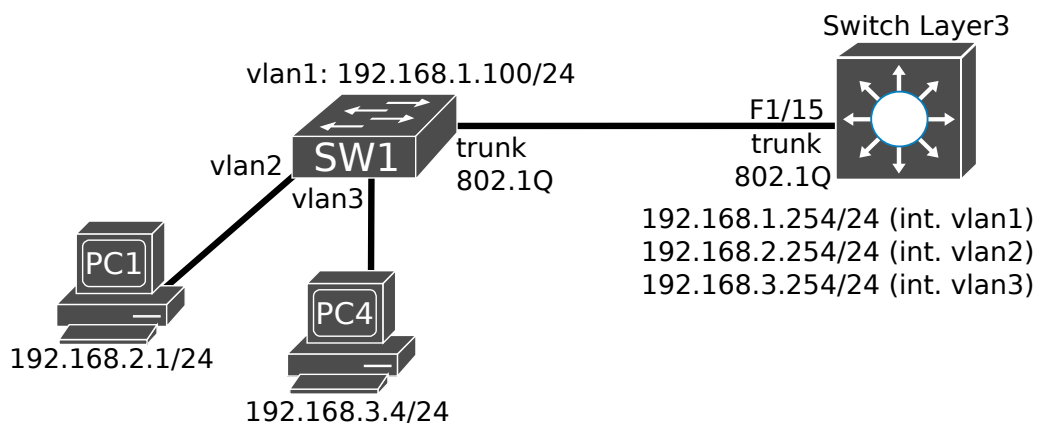 Switch Layer3
vlan1: 192.168.1.100/24
F1/15
SW1
trunk
trunk
vlan2
802.1Q
802.1Q
vlan3
192.168.1.254/24 (int. vlan1)
192.168.2.254/24 (int. vlan2)
192.168.3.254/24 (int. vlan3)
PC1
PC4
192.168.2.1/24
192.168.3.4/24